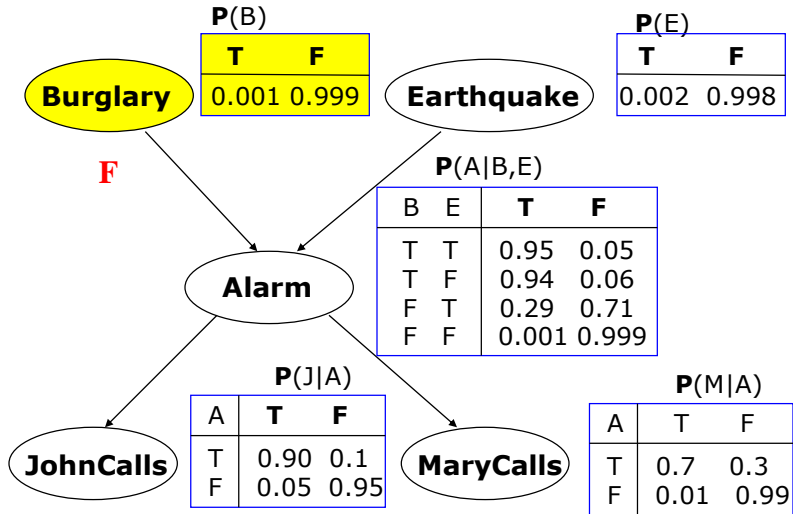 P(B)
T F
0.001 0.999
Burglary
P(E)
T F
0.002 0.998
Earthquake
F
P(A|B,E)
B E T F
T T 0.95 0.05
T F 0.94 0.06
F T 0.29 0.71
F F 0.001 0.999
Alarm
P(J|A)
A T F
T 0.90 0.1
F 0.05 0.95
JohnCalls
MaryCalls
P(M|A)
A T F
T 0.7 0.3
F 0.01 0.99